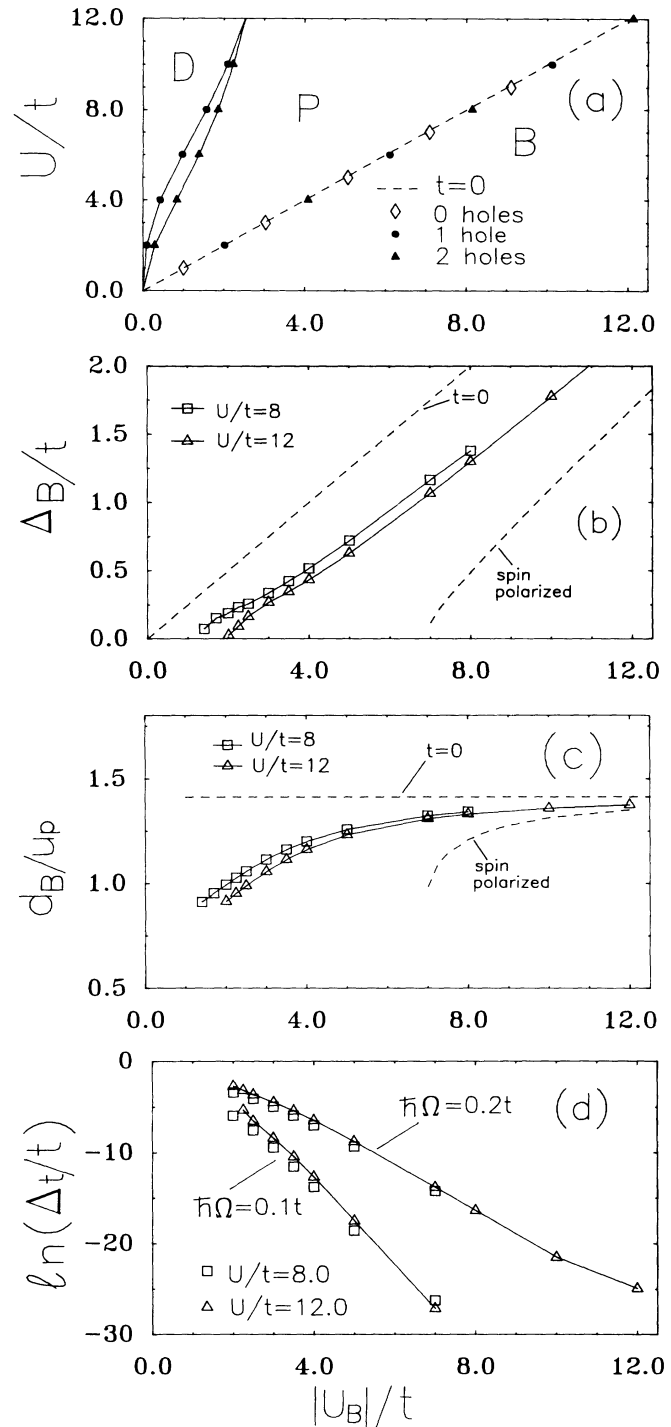 12.0
8.0
4.0
0.0
U/t
D
P
B
(a)
t=0
0 holes
1 hole
2 holes
0.0 4.0 8.0 12.0
2.0
1.5
1.0
0.5
0.0
Δ_B/t
U/t=8
U/t=12
t=0
(b)
spin
polarized
0.0 4.0 8.0 12.0
1.5
1.0
0.5
d_B/u_p
U/t=8
U/t=12
(c)
t=0
spin
polarized
0.0 4.0 8.0 12.0
0
-10
-20
-30
ℓn(Δt/t)
(d)
ℏΩ=0.2t
ℏΩ=0.1t
U/t=8.0
U/t=12.0
0.0 4.0 8.0 12.0
|U_B|/t